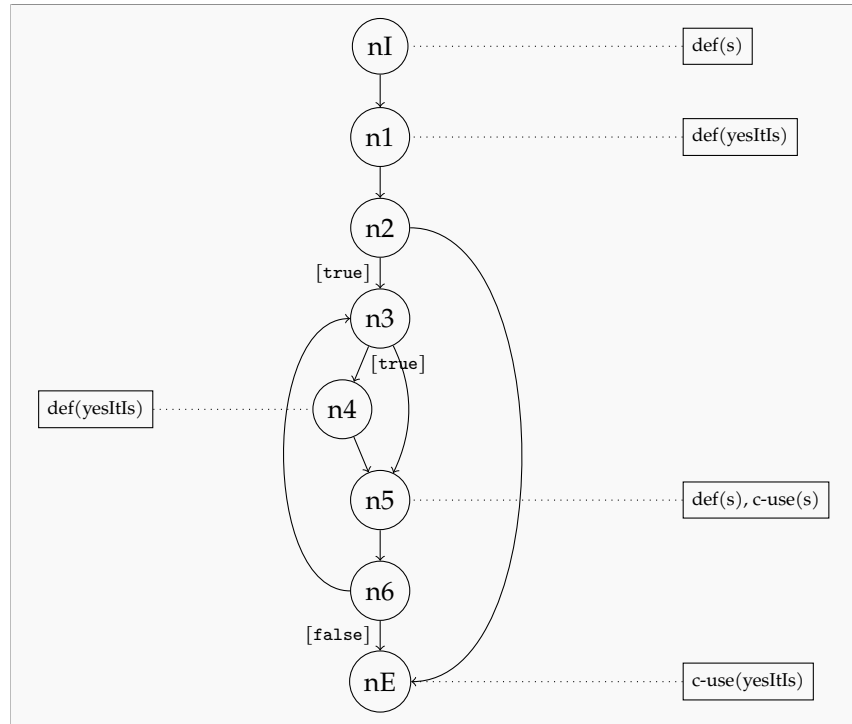 nI
def(s)
n1
def(yesItIs)
n2
[true]
n3
[true]
def(yesItIs)
n4
n5
def(s), c-use(s)
n6
[false]
nE
c-use(yesItIs)